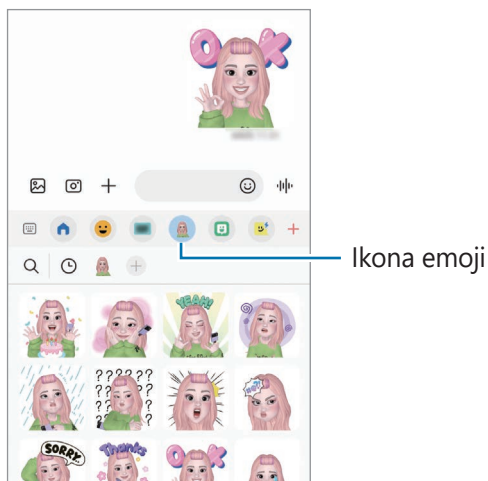 OK
Ikona emoji
YEAH!
? ? ? ? ? ?
SORRY
Thanks
OK